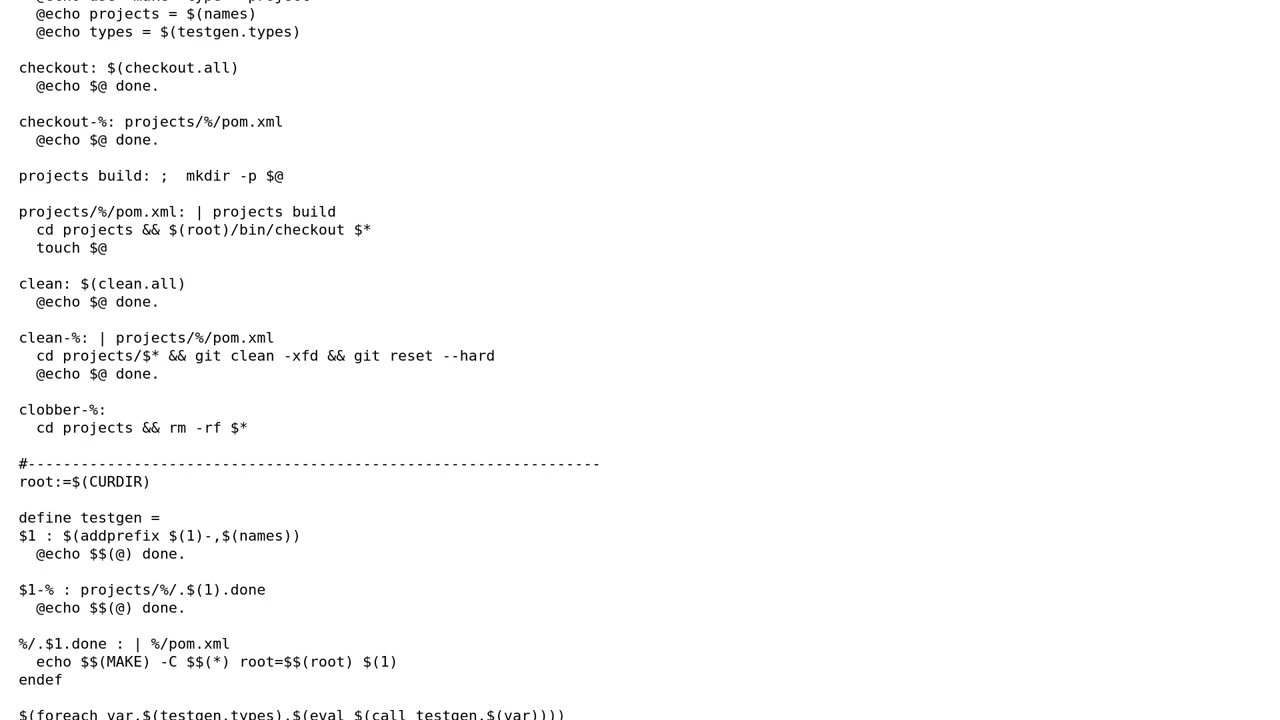 @echo projects = $(names)
@echo types = $(testgen.types)
checkout: $(checkout.all)
@echo $@ done.
checkout-%: projects/%/pom.xml
@echo $@ done.
projects build: ;  mkdir -p $@
projects/%/pom.xml: | projects build
cd projects && $(root)/bin/checkout $*
touch $@
clean: $(clean.all)
@echo $@ done.
clean-%: | projects/%/pom.xml
cd projects/$* && git clean -xfd && git reset --hard
@echo $@ done.
clobber-%:
cd projects && rm -rf $*
#-----------------------------------------------------------------
root:=$(CURDIR)
define testgen =
$1 : $(addprefix $(1)-,$(names))
@echo $$(@) done.
$1-% : projects/%/.$(1).done
@echo $$(@) done.
%/.$1.done : | %/pom.xml
echo $$(MAKE) -C $$(*) root=$$(root) $(1)
endef
$(foreach var,$(testgen.types),$(eval $(call testgen,$(var))))